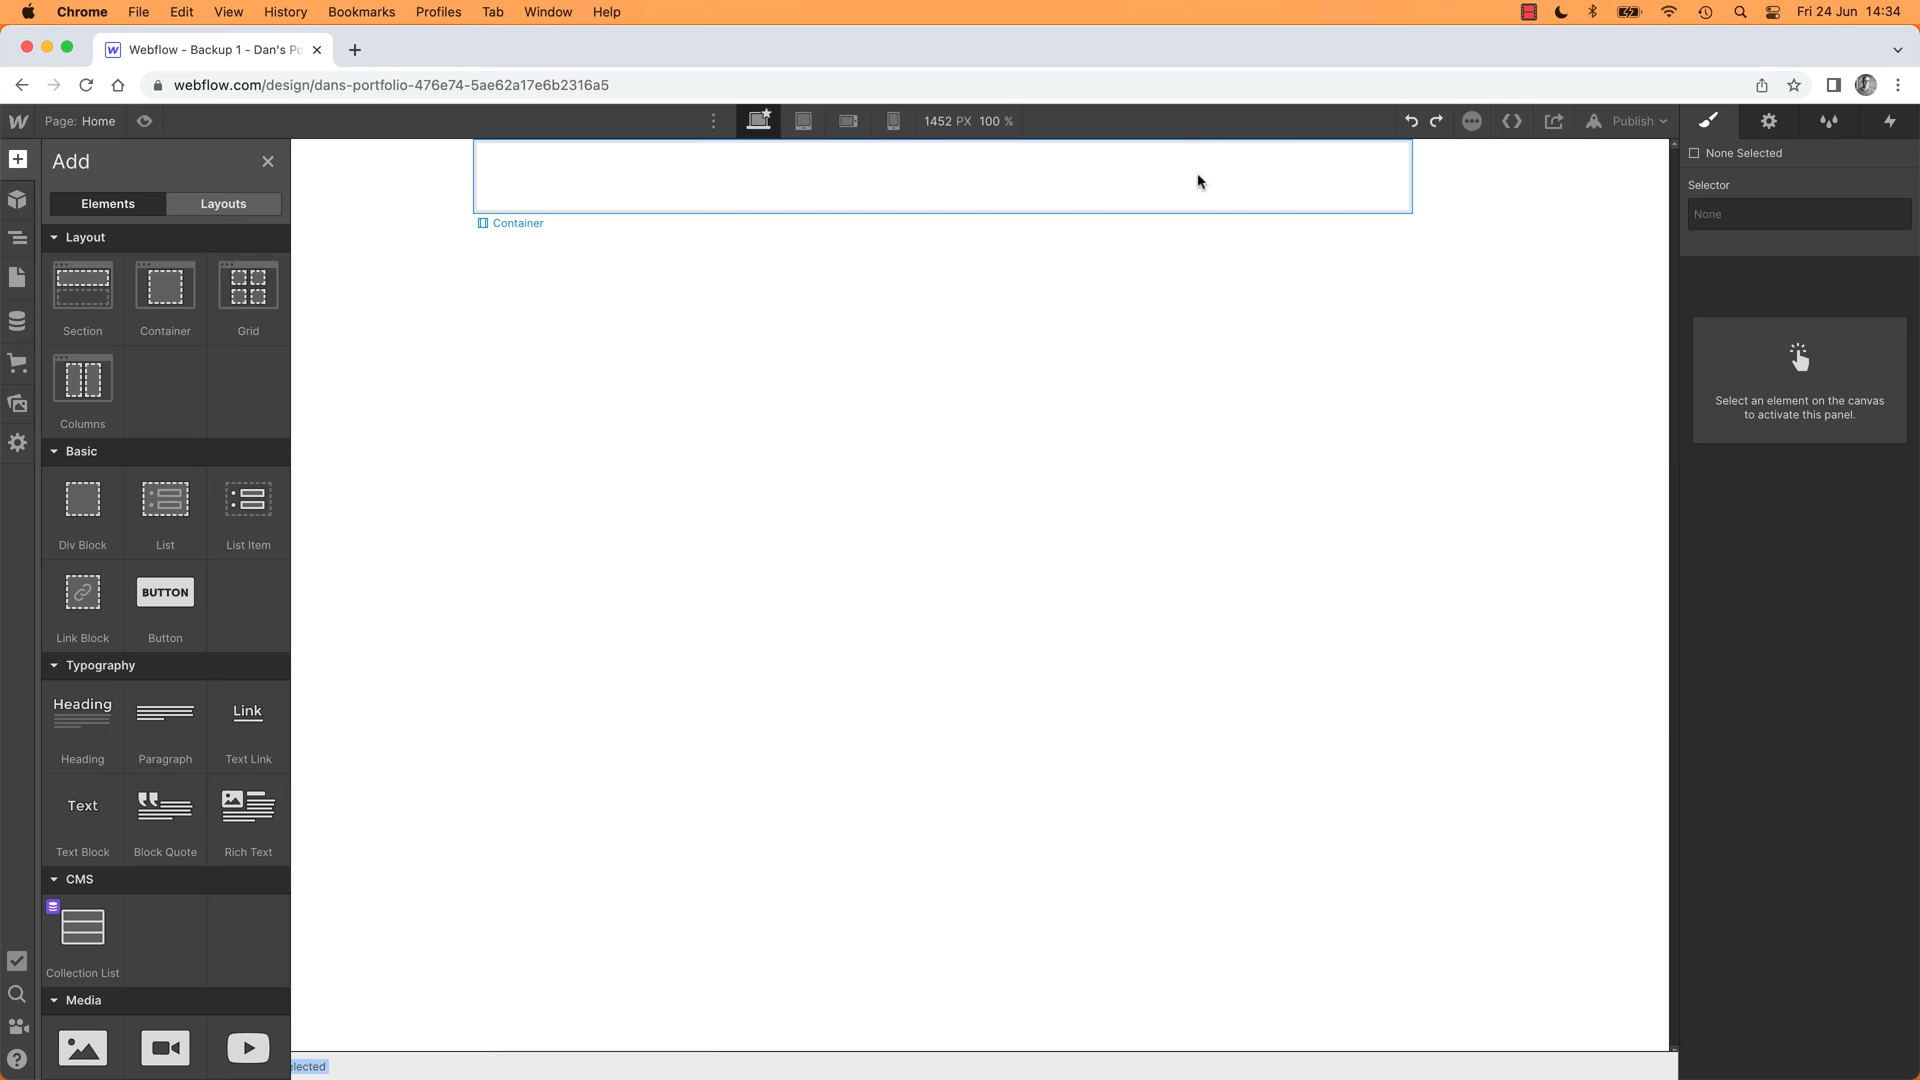 Chrome File Edit View History Bookmarks Profiles Tab Window Help Fri 24 Jun 14:34
Webflow - Backup 1 - Dan's Po
webflow.com/design/dans-portfolio-476e74-5ae62a17e6b2316a5
Page: Home 1452 PX 100 % Publish
Add
None Selected
Selector
None
Elements Layouts
Container
Layout
Section Container Grid
Select an element on the canvas
to activate this panel.
Columns
Basic
Div Block List List Item
BUTTON
Link Block Button
Typography
Heading Link
Heading Paragraph Text Link
Text
Text Block Block Quote Rich Text
CMS
Collection List
Media
elected